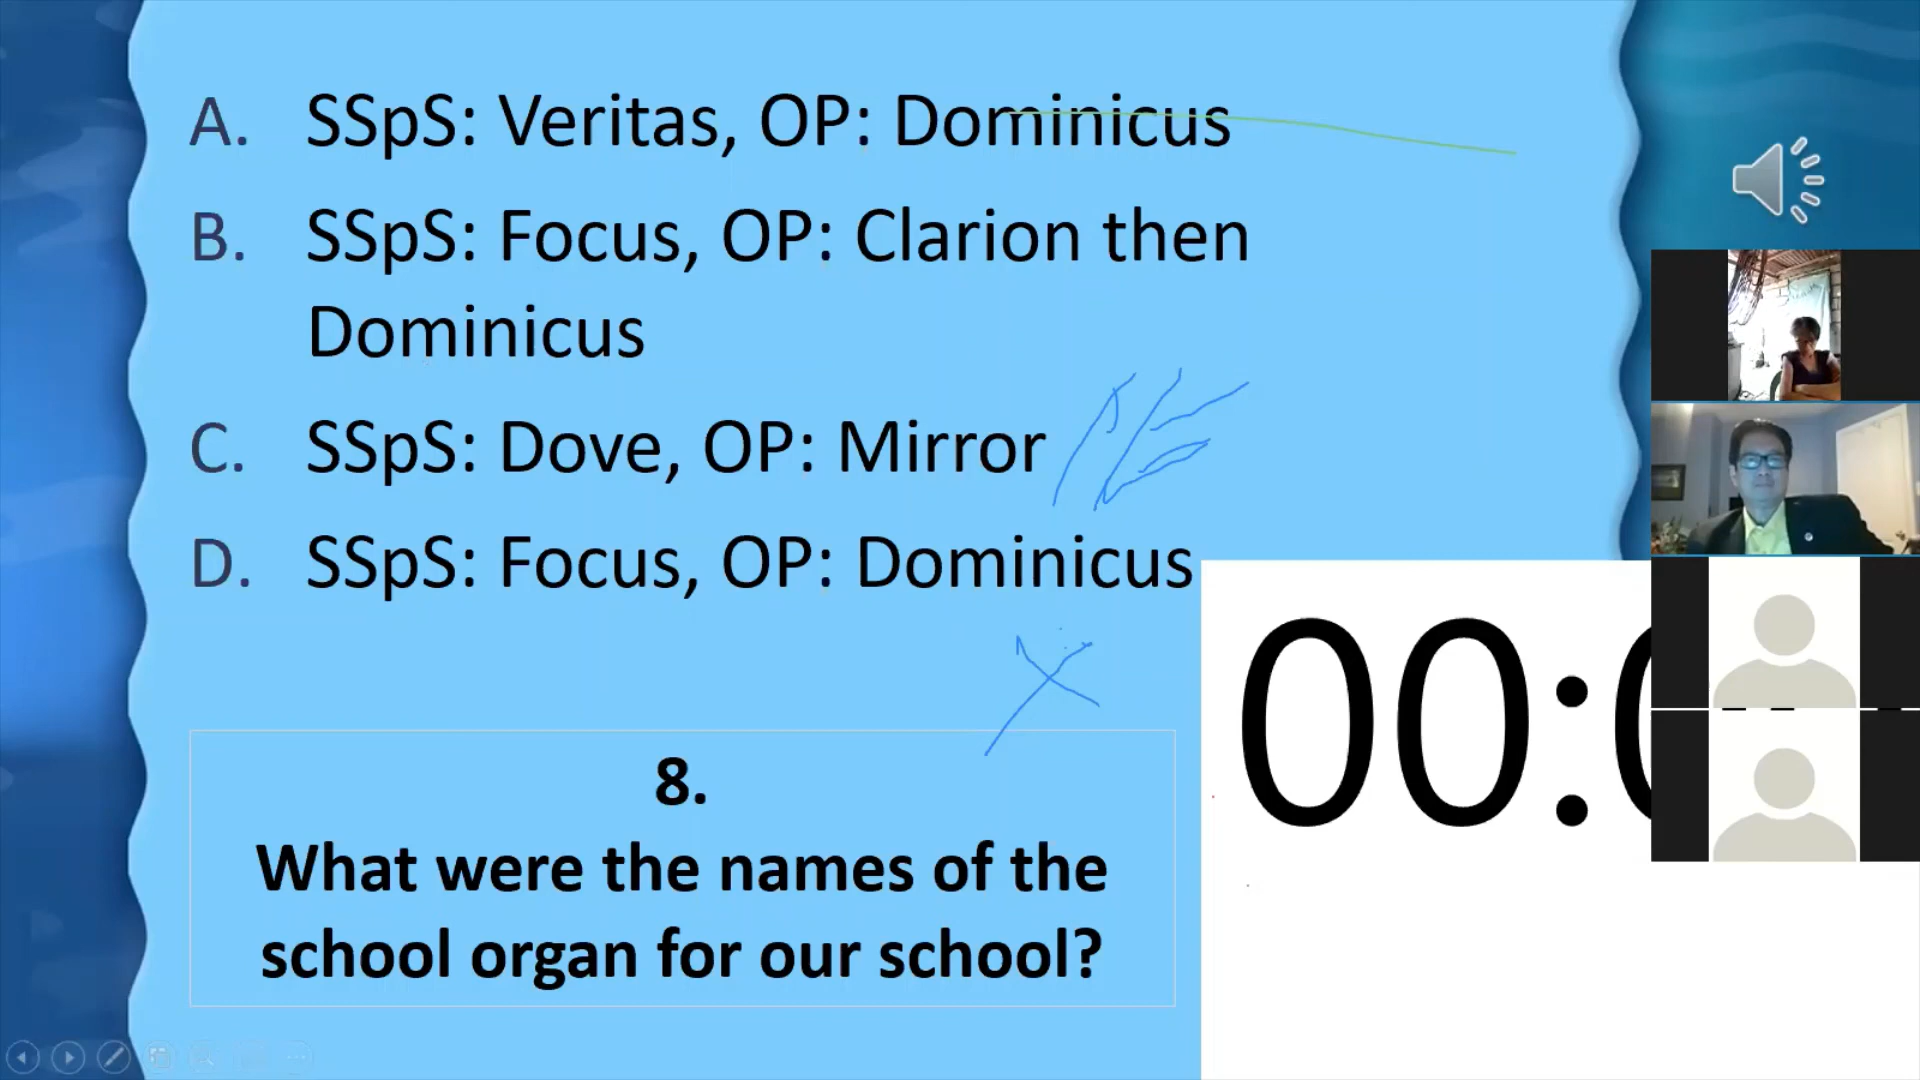 A. SSpS: Veritas, OP: Dominicus
B. SSpS: Focus, OP: Clarion then
Dominicus
C. SSpS: Dove, OP: Mirror
D. SSpS: Focus, OP: Dominicus
00:
8.
What were the names of the
school organ for our school?